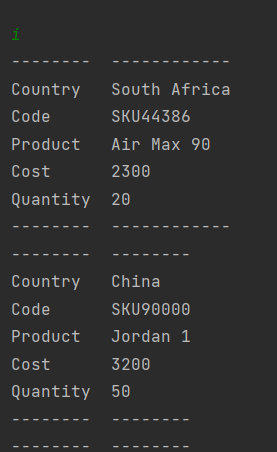 i
--------  ------------
Country   South Africa
Code      SKU44386
Product   Air Max 90
Cost      2300
Quantity  20
--------  ------------
--------  --------
Country   China
Code      SKU90000
Product   Jordan 1
Cost      3200
Quantity  50
--------  --------
--------  --------